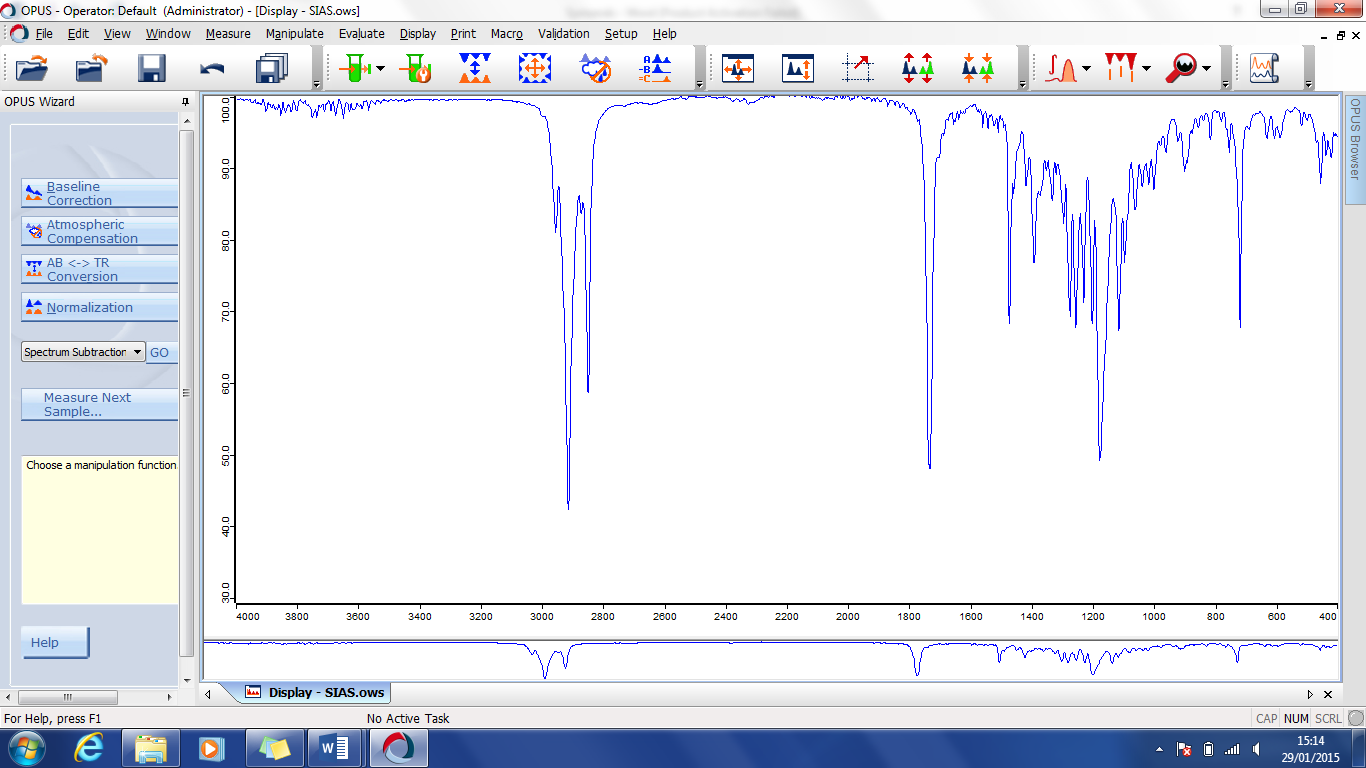 OPUS - Operator: Default (Administrator) - [Display - SIAS.ows]
File Edit View Window Measure Manipulate Evaluate Display Print Macro Validation Setup Help
OPUS Wizard
Baseline
Correction
Atmospheric
Compensation
AB <-> TR
Conversion
Normalization
Spectrum Subtraction GO
Measure Next
Sample...
Choose a manipulation function
Help
100.0
90.0
80.0
70.0
60.0
50.0
40.0
30.0
4000 3800 3600 3400 3200 3000 2800 2600 2400 2200 2000 1800 1600 1400 1200 1000 800 600 400
OPUS Browser
Display - SIAS.ows
For Help, press F1 No Active Task CAP NUM SCRL
15:14
29/01/2015